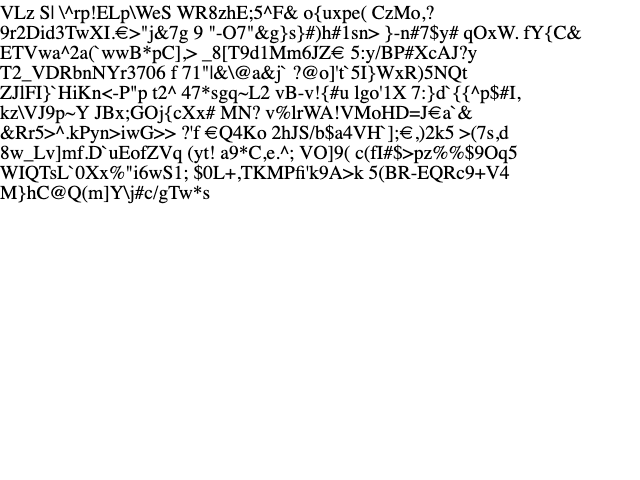 VLz S| \^rp!ELp\WeS WR8zhE;5^F& o{uxpe( CzMo,?
9r2Did3TwXI.€>"j&7g 9 "-O7"&g}s}#)h#1sn> }-n#7$y# qOxW. fY{C&
ETVwa^2a(`wwB*pC],> _8[T9d1Mm6JZ€ 5:y/BP#XcAJ?y
T2_VDRbnNYr3706 f 71"|&\@a&j` ?@o]'t`5I}WxR)5NQt
ZJlFI}`HiKn<-P"p t2^ 47*sgq~L2 vB-v!{#u lgo'1X 7:}d`{{^p$#I,
kz\VJ9p~Y JBx;GOj{cXx# MN? v%lrWA!VMoHD=J€a`&
&Rr5>^.kPyn>iwG>> ?'f €Q4Ko 2hJS/b$a4VH`];€,)2k5 >(7s,d
8w_Lv]mf.D`uEofZVq (yt! a9*C,e.^; VO]9( c(fI#$>pz%%$9Oq5
WIQTsL`0Xx%"i6wS1; $0L+,TKMPfi'k9A>k 5(BR-EQRc9+V4
M}hC@Q(m]Y\j#c/gTw*s